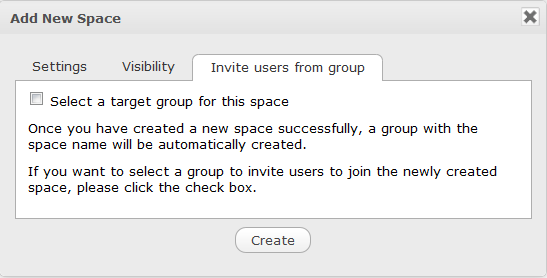 Add New Space
Settings Visibility Invite users from group
Select a target group for this space
Once you have created a new space successfully, a group with the
space name will be automatically created.
If you want to select a group to invite users to join the newly created
space, please click the check box.
Create